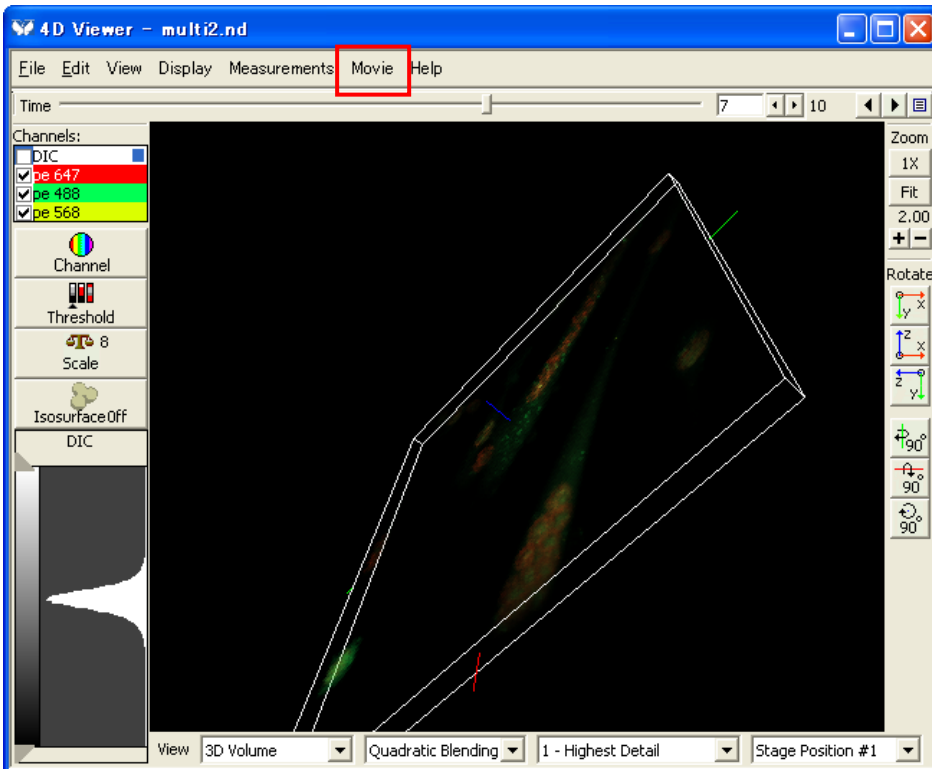 4D Viewer - multi2.nd
File Edit View Display Measurements Movie Help
Time 7 10
Channels:
DIC
pe 647
pe 488
pe 568
Channel
Threshold
8
Scale
Isosurface Off
DIC
Zoom
1X
Fit
2.00
+ -
Rotate
x
y
z
x
z
y
90°
90°
90°
View 3D Volume Quadratic Blending 1 - Highest Detail Stage Position #1